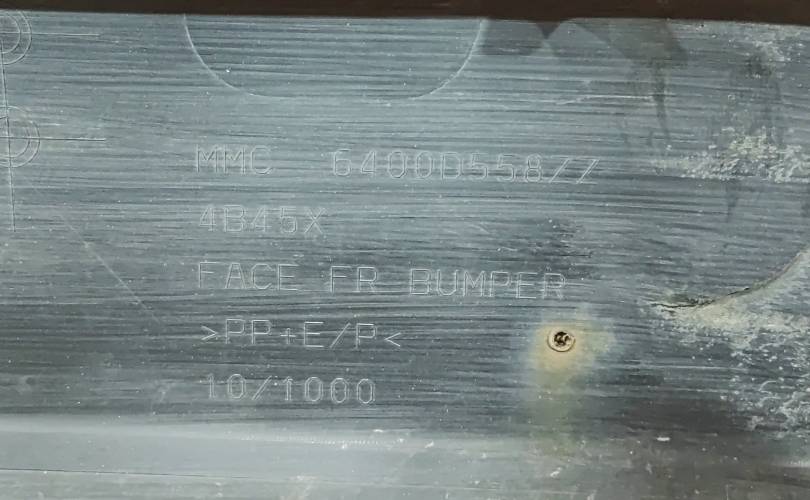 MMC 6400D558ZZ
4B45X
FACE FR BUMPER
>PP+E/P<
10/1000